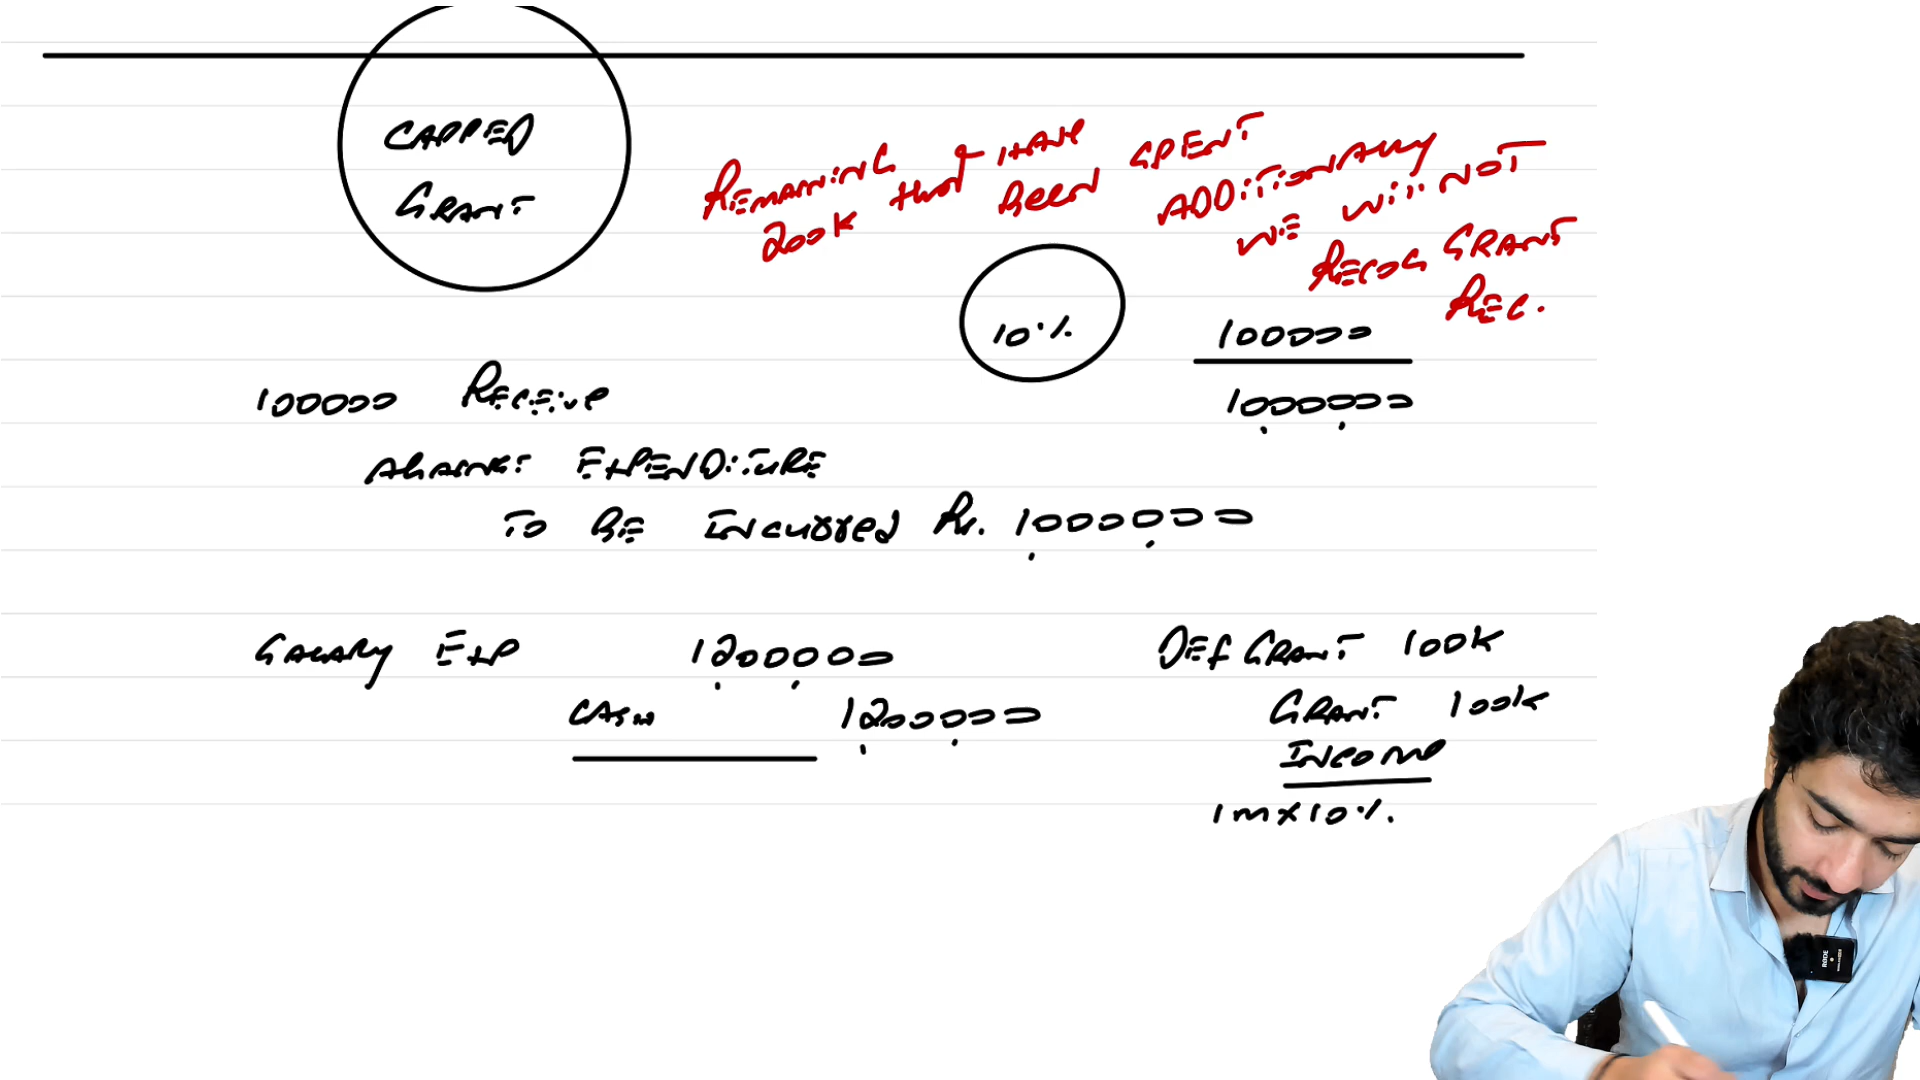 CAPPED
GRANT
REMAINING
200K that I HAVE
Been SPENT
ADDITIONALLY
WE WILL NOT
RECOG GRANT
REC.
10%
100000
1000000
100000 RECEIVE
AGAINST EXPENDITURE
TO BE INCURRED Rs. 1000000
SALARY EXP 1200000
CASH 1200000
DEF GRANT 100K
GRANT 100K
INCOME
1m x 10%
RODE